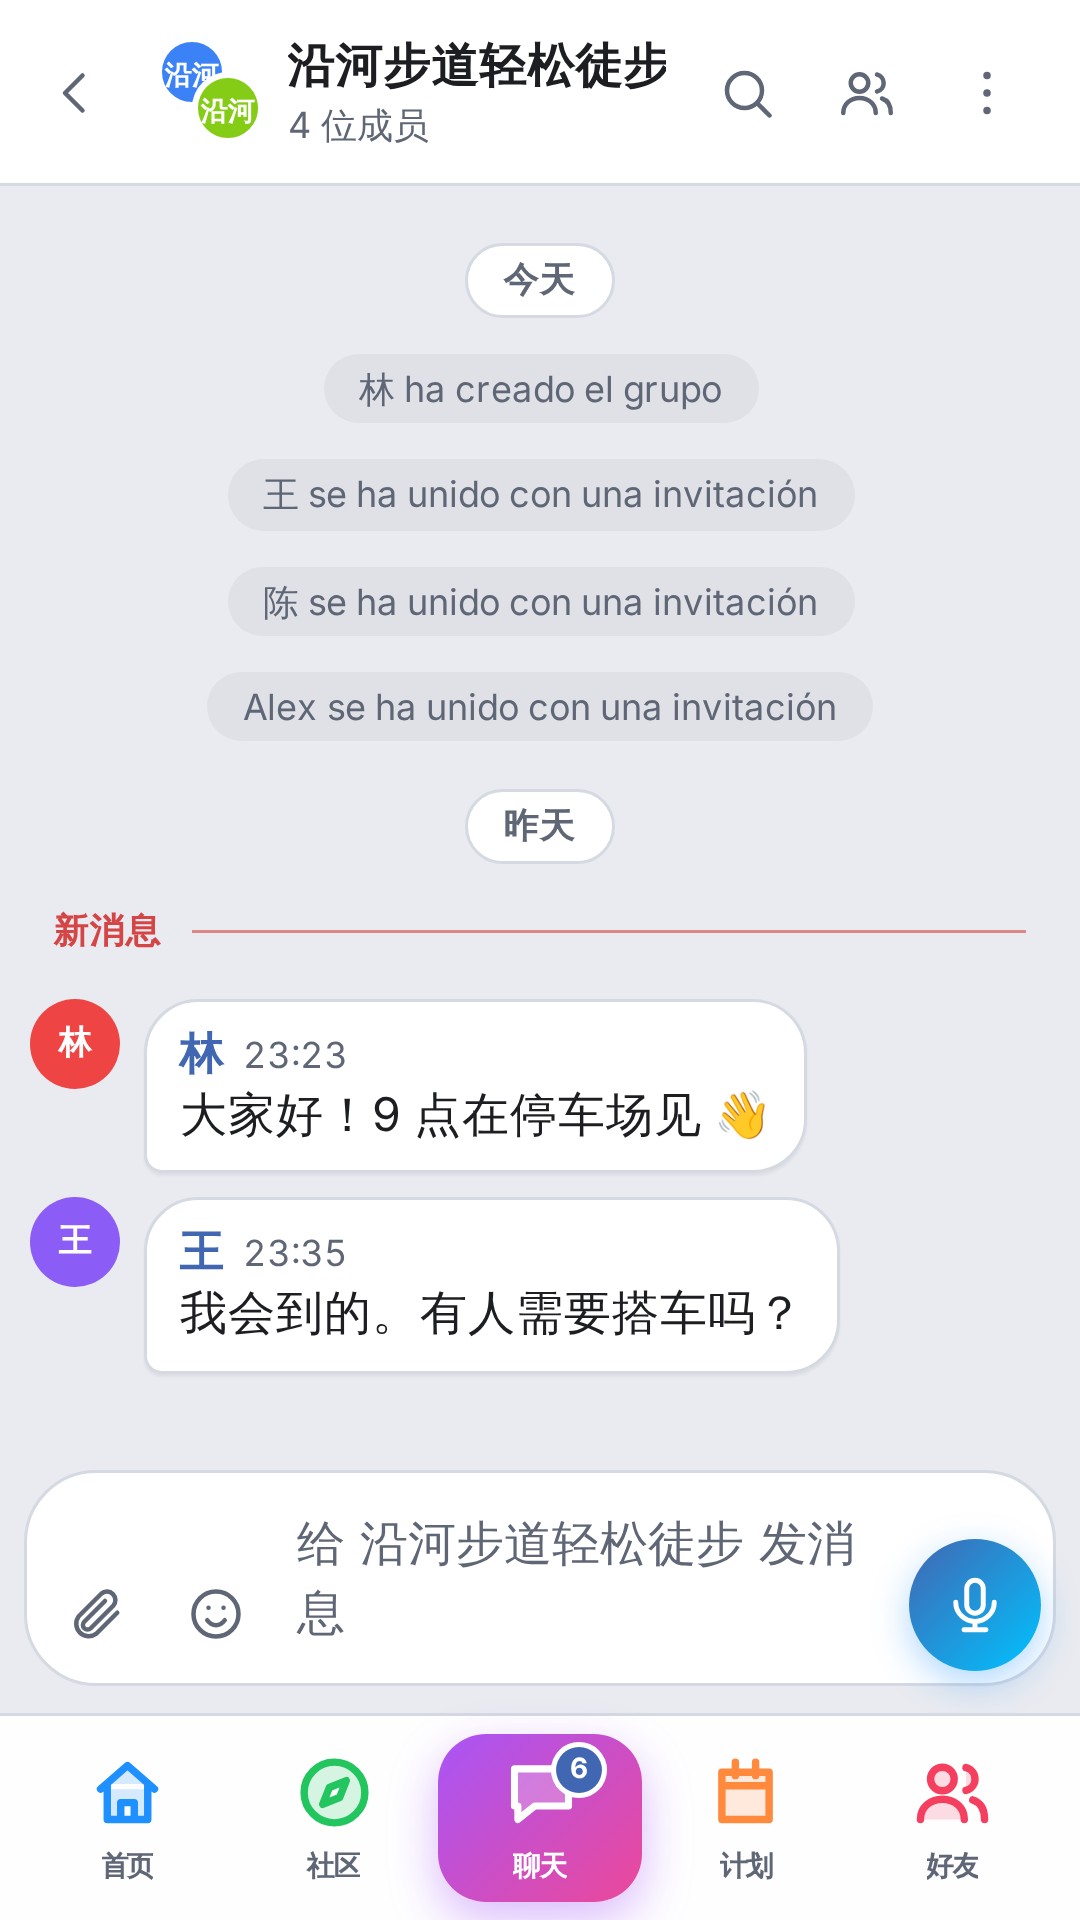 沿河
沿河
沿河步道轻松徒步
4 位成员
今天
林 ha creado el grupo
王 se ha unido con una invitación
陈 se ha unido con una invitación
Alex se ha unido con una invitación
昨天
新消息
林
林 23:23
大家好！9 点在停车场见 👋
王
王 23:35
我会到的。有人需要搭车吗？
给 沿河步道轻松徒步 发消
息
6
首页
社区
聊天
计划
好友